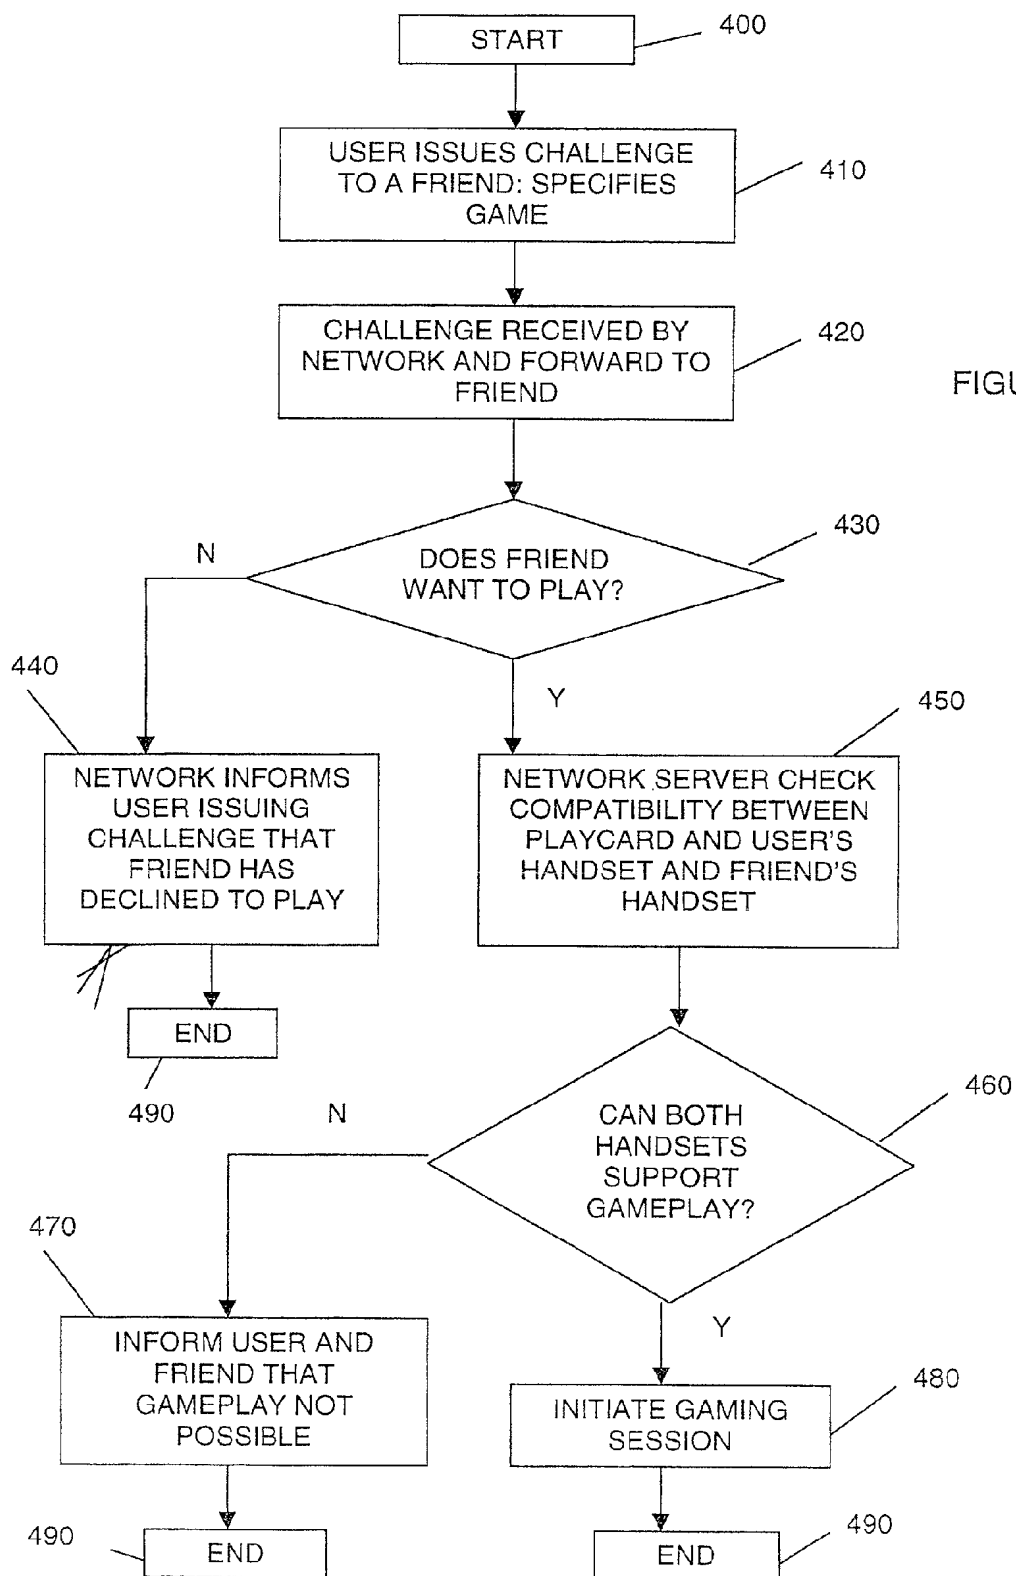 START
400
USER ISSUES CHALLENGE
TO A FRIEND: SPECIFIES
GAME
410
CHALLENGE RECEIVED BY
NETWORK AND FORWARD TO
FRIEND
420
FIGU
DOES FRIEND
WANT TO PLAY?
430
N
Y
440
NETWORK INFORMS
USER ISSUING
CHALLENGE THAT
FRIEND HAS
DECLINED TO PLAY
450
NETWORK SERVER CHECK
COMPATIBILITY BETWEEN
PLAYCARD AND USER'S
HANDSET AND FRIEND'S
HANDSET
END
490
CAN BOTH
HANDSETS
SUPPORT
GAMEPLAY?
460
N
Y
470
INFORM USER AND
FRIEND THAT
GAMEPLAY NOT
POSSIBLE
INITIATE GAMING
SESSION
480
490
END
END
490